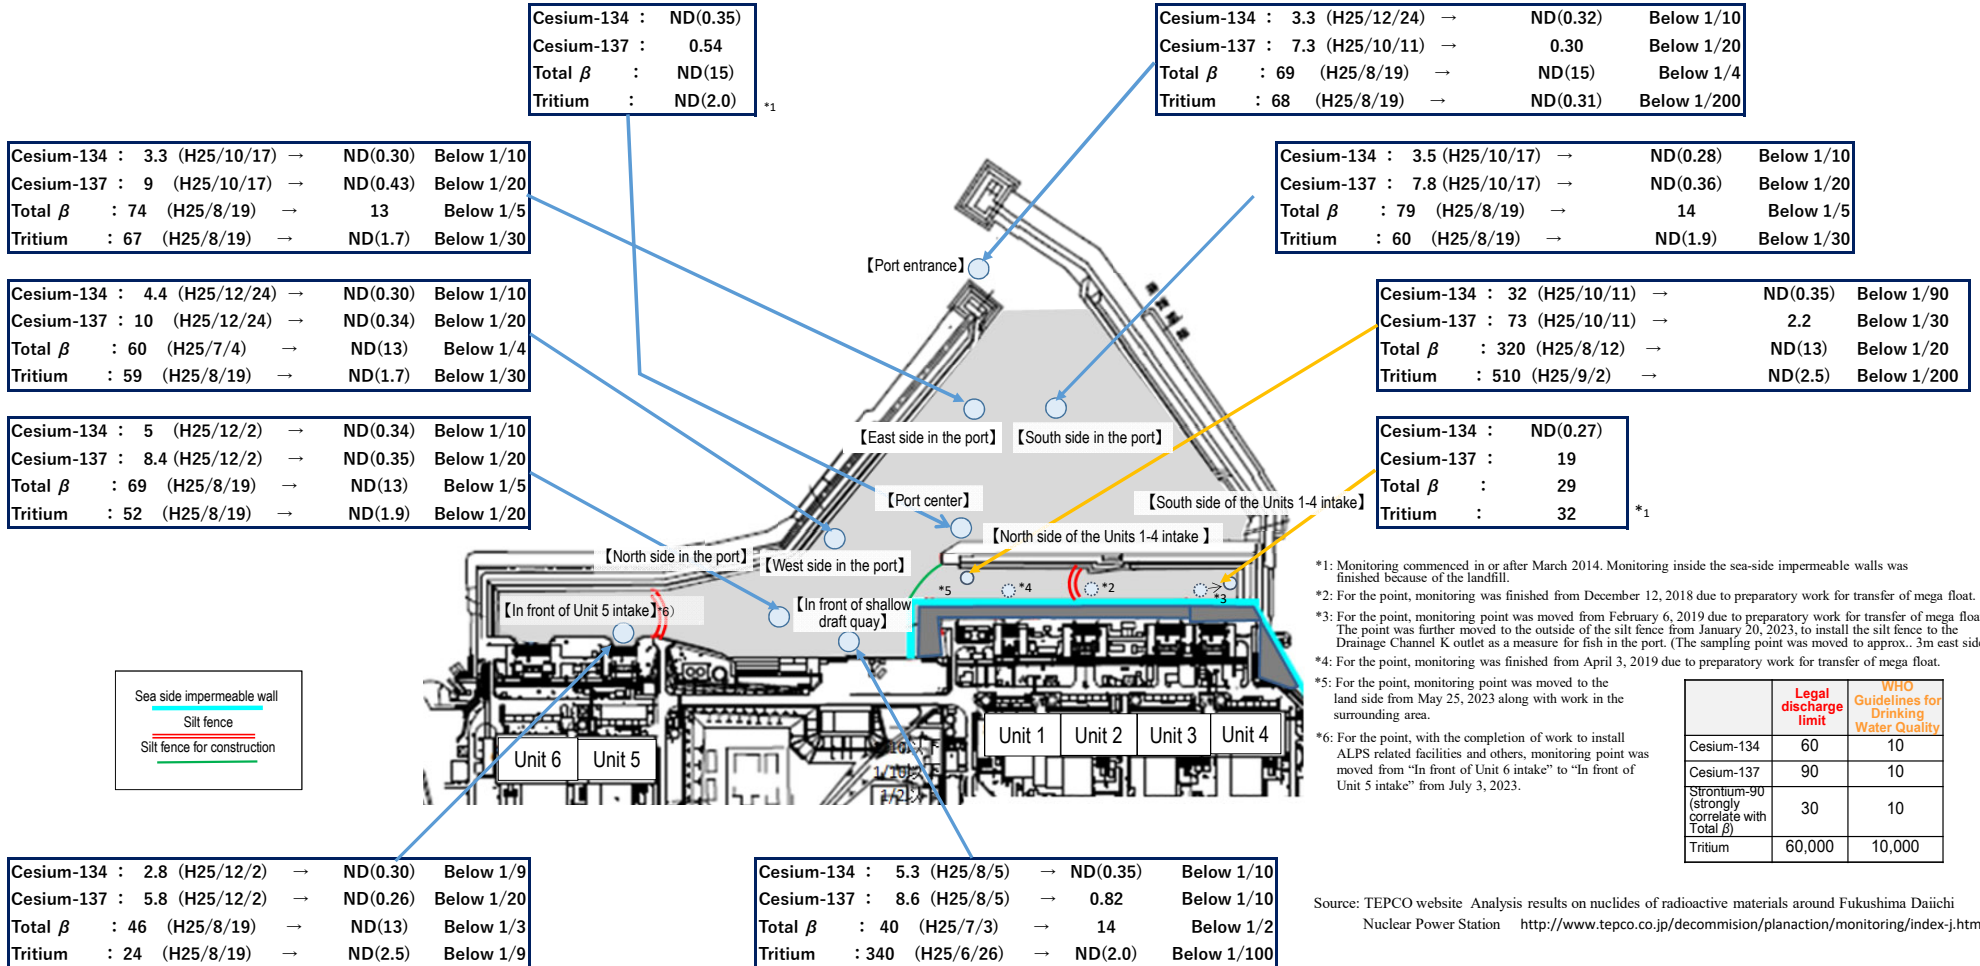 Cesium-134 : ND(0.35)
Cesium-137 : 0.54
Total β : ND(15)
Tritium : ND(2.0) *1
Cesium-134 : 3.3 (H25/12/24) → ND(0.32) Below 1/10
Cesium-137 : 7.3 (H25/10/11) → 0.30 Below 1/20
Total β : 69 (H25/8/19) → ND(15) Below 1/4
Tritium : 68 (H25/8/19) → ND(0.31) Below 1/200
Cesium-134 : 3.3 (H25/10/17) → ND(0.30) Below 1/10
Cesium-137 : 9 (H25/10/17) → ND(0.43) Below 1/20
Total β : 74 (H25/8/19) → 13 Below 1/5
Tritium : 67 (H25/8/19) → ND(1.7) Below 1/30
Cesium-134 : 3.5 (H25/10/17) → ND(0.28) Below 1/10
Cesium-137 : 7.8 (H25/10/17) → ND(0.36) Below 1/20
Total β : 79 (H25/8/19) → 14 Below 1/5
Tritium : 60 (H25/8/19) → ND(1.9) Below 1/30
Cesium-134 : 4.4 (H25/12/24) → ND(0.30) Below 1/10
Cesium-137 : 10 (H25/12/24) → ND(0.34) Below 1/20
Total β : 60 (H25/7/4) → ND(13) Below 1/4
Tritium : 59 (H25/8/19) → ND(1.7) Below 1/30
Cesium-134 : 32 (H25/10/11) → ND(0.35) Below 1/90
Cesium-137 : 73 (H25/10/11) → 2.2 Below 1/30
Total β : 320 (H25/8/12) → ND(13) Below 1/20
Tritium : 510 (H25/9/2) → ND(2.5) Below 1/200
Cesium-134 : 5 (H25/12/2) → ND(0.34) Below 1/10
Cesium-137 : 8.4 (H25/12/2) → ND(0.35) Below 1/20
Total β : 69 (H25/8/19) → ND(13) Below 1/5
Tritium : 52 (H25/8/19) → ND(1.9) Below 1/20
Cesium-134 : ND(0.27)
Cesium-137 : 19
Total β : 29
Tritium : 32 *1
【Port entrance】
【East side in the port】
【South side in the port】
【Port center】
【South side of the Units 1-4 intake】
【North side of the Units 1-4 intake 】
【North side in the port】
【West side in the port】
【In front of Unit 5 intake】*6)
【In front of shallow
draft quay】
*5
*4
*2
*3
Unit 6
Unit 5
Unit 1
Unit 2
Unit 3
Unit 4
Sea side impermeable wall
Silt fence
Silt fence for construction
*1: Monitoring commenced in or after March 2014. Monitoring inside the sea-side impermeable walls was
finished because of the landfill.
*2: For the point, monitoring was finished from December 12, 2018 due to preparatory work for transfer of mega float.
*3: For the point, monitoring point was moved from February 6, 2019 due to preparatory work for transfer of mega floa
The point was further moved to the outside of the silt fence from January 20, 2023, to install the silt fence to the
Drainage Channel K outlet as a measure for fish in the port. (The sampling point was moved to approx.. 3m east sid
*4: For the point, monitoring was finished from April 3, 2019 due to preparatory work for transfer of mega float.
*5: For the point, monitoring point was moved to the
land side from May 25, 2023 along with work in the
surrounding area.
*6: For the point, with the completion of work to install
ALPS related facilities and others, monitoring point was
moved from “In front of Unit 6 intake” to “In front of
Unit 5 intake” from July 3, 2023.
Legal discharge limit
WHO Guidelines for Drinking Water Quality
Cesium-134 60 10
Cesium-137 90 10
Strontium-90 (strongly correlate with Total β) 30 10
Tritium 60,000 10,000
Cesium-134 : 2.8 (H25/12/2) → ND(0.30) Below 1/9
Cesium-137 : 5.8 (H25/12/2) → ND(0.26) Below 1/20
Total β : 46 (H25/8/19) → ND(13) Below 1/3
Tritium : 24 (H25/8/19) → ND(2.5) Below 1/9
Cesium-134 : 5.3 (H25/8/5) → ND(0.35) Below 1/10
Cesium-137 : 8.6 (H25/8/5) → 0.82 Below 1/10
Total β : 40 (H25/7/3) → 14 Below 1/2
Tritium : 340 (H25/6/26) → ND(2.0) Below 1/100
Source: TEPCO website Analysis results on nuclides of radioactive materials around Fukushima Daiichi
Nuclear Power Station http://www.tepco.co.jp/decommision/planaction/monitoring/index-j.htm